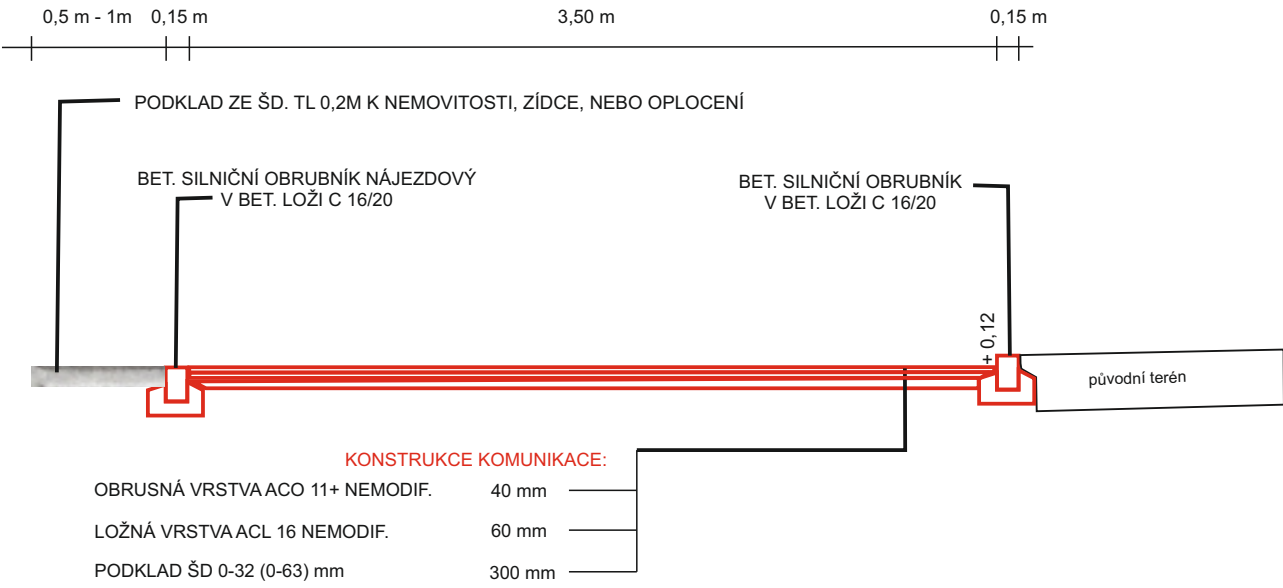 0,5 m - 1m 0,15 m 3,50 m 0,15 m
PODKLAD ZE ŠD. TL 0,2M K NEMOVITOSTI, ZÍDCE, NEBO OPLOCENÍ
BET. SILNIČNÍ OBRUBNÍK NÁJEZDOVÝ
V BET. LOŽI C 16/20
BET. SILNIČNÍ OBRUBNÍK
V BET. LOŽI C 16/20
+ 0,12
původní terén
KONSTRUKCE KOMUNIKACE:
OBRUSNÁ VRSTVA ACO 11+ NEMODIF. 40 mm
LOŽNÁ VRSTVA ACL 16 NEMODIF. 60 mm
PODKLAD ŠD 0-32 (0-63) mm 300 mm